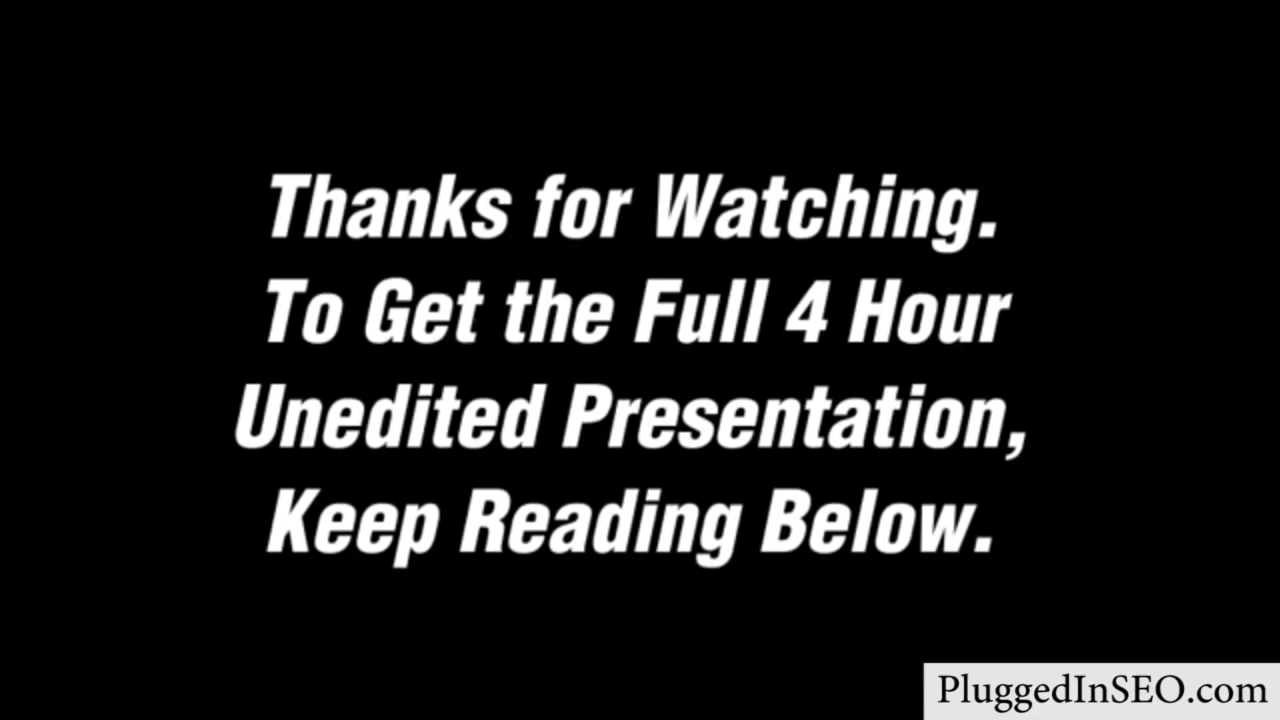 Thanks for Watching.
To Get the Full 4 Hour
Unedited Presentation,
Keep Reading Below.
PluggedInSEO.com